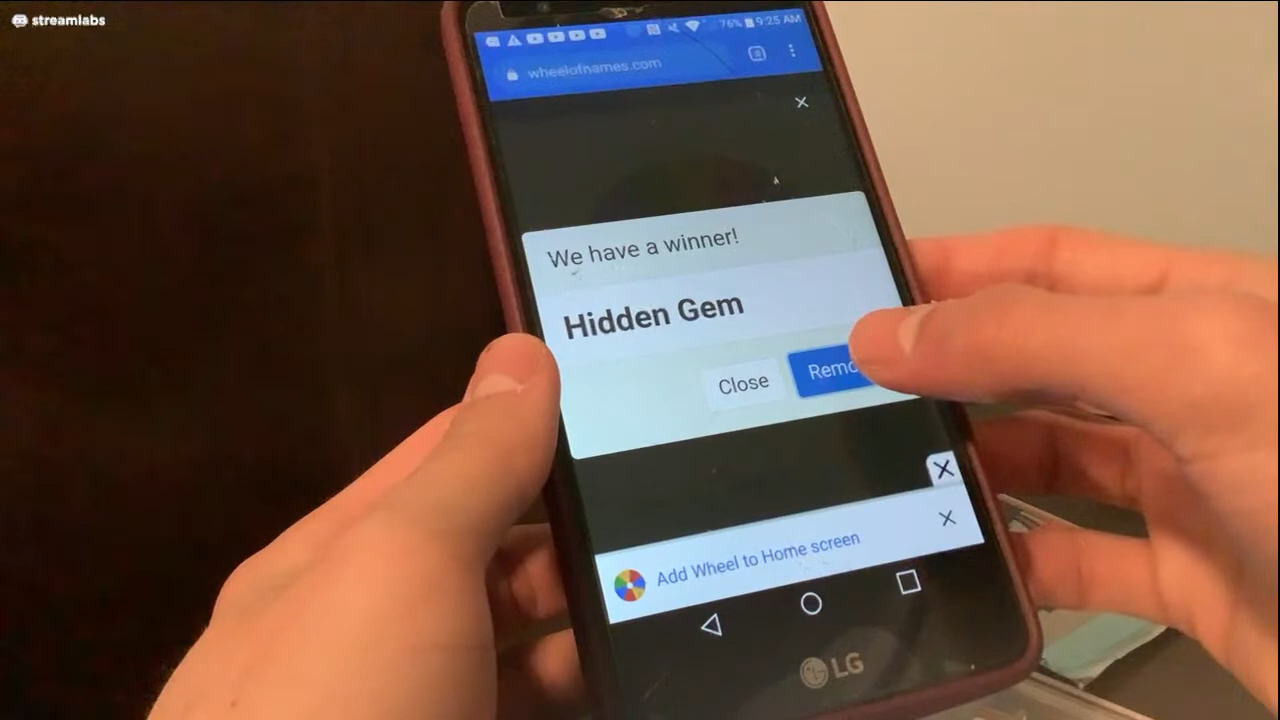 streamlabs
76% 9:25 AM
wheelofnames.com
We have a winner!
Hidden Gem
Close Remo
Add Wheel to Home screen
LG